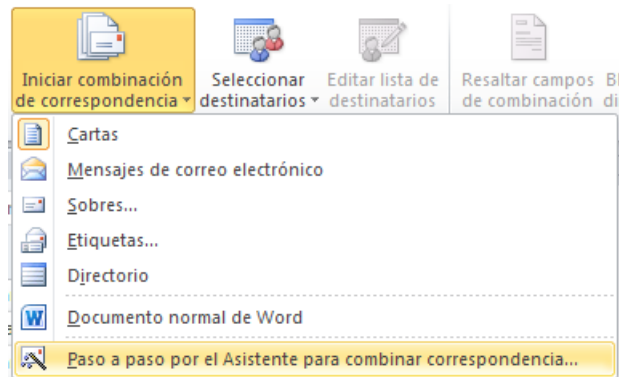 Iniciar combinación
de correspondencia
Seleccionar
destinatarios
Editar lista de
destinatarios
Resaltar campos
de combinación
Cartas
Mensajes de correo electrónico
Sobres...
Etiquetas...
Directorio
Documento normal de Word
Paso a paso por el Asistente para combinar correspondencia...